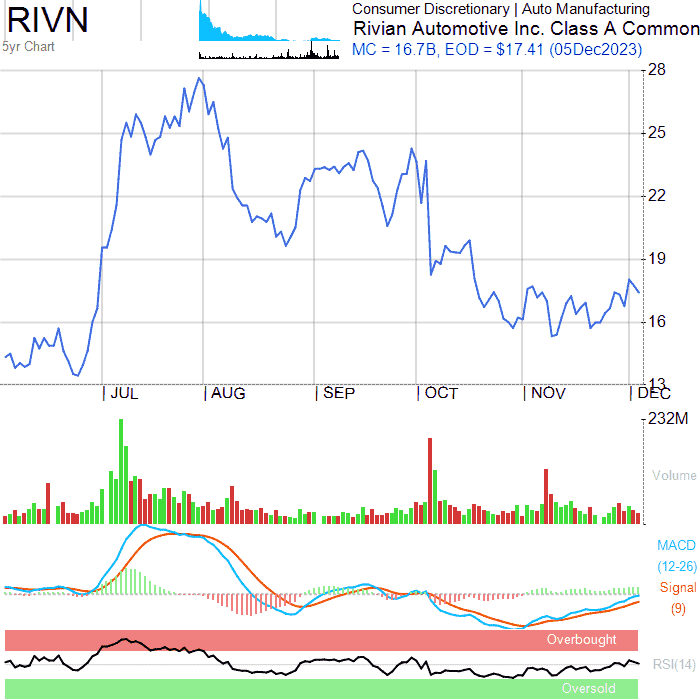 RIVN
5yr Chart
Consumer Discretionary | Auto Manufacturing
Rivian Automotive Inc. Class A Common
MC = 16.7B, EOD = $17.41 (05Dec2023)
28
25
22
19
16
13
JUL AUG SEP OCT NOV DEC
232M
Volume
MACD
(12-26)
Signal
(9)
Overbought
RSI(14)
Oversold